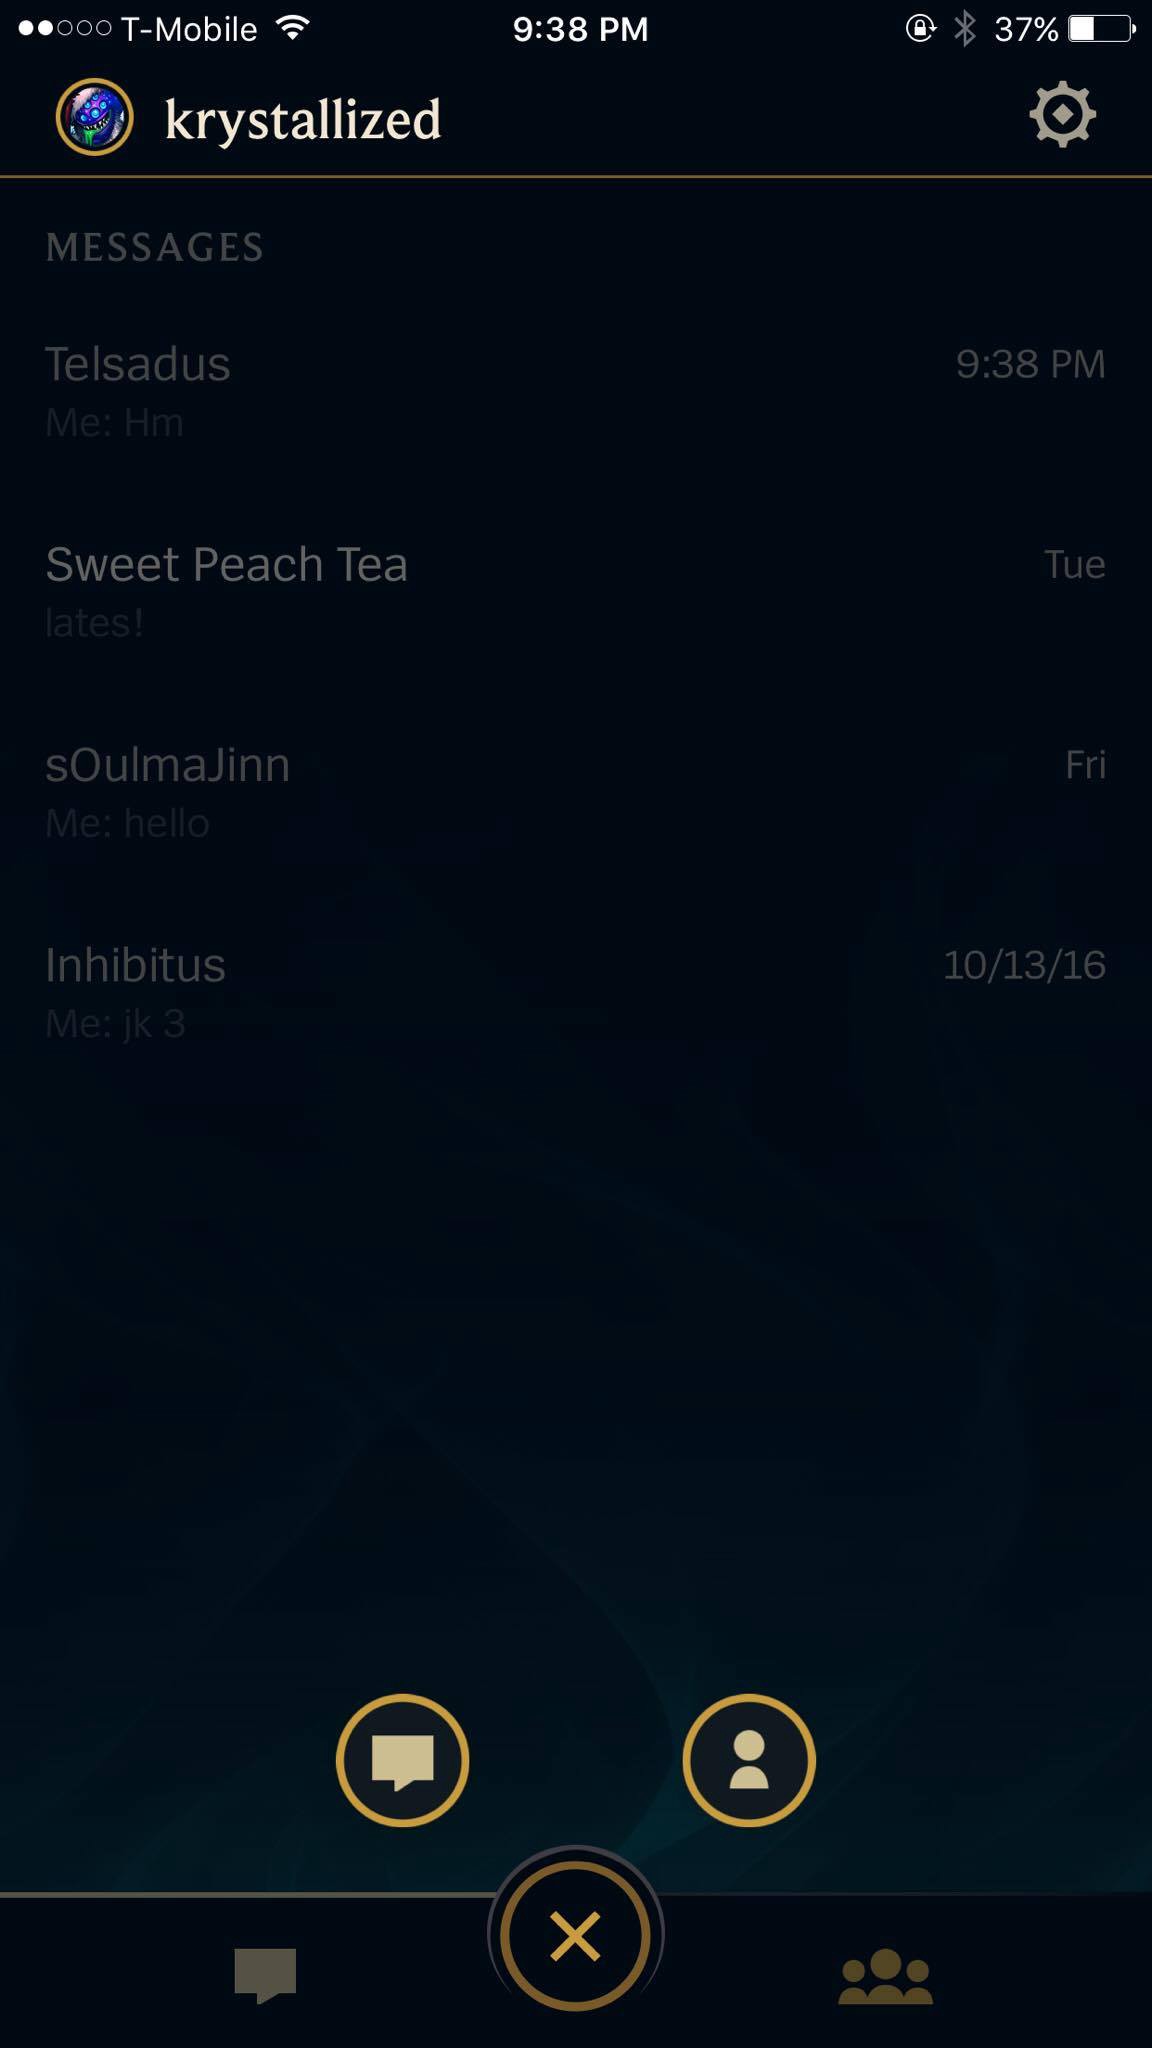 T-Mobile 9:38 PM 37%
krystallized
MESSAGES
Telsadus 9:38 PM
Me: Hm
Sweet Peach Tea Tue
lates!
sOulmaJinn Fri
Me: hello
Inhibitus 10/13/16
Me: jk 3